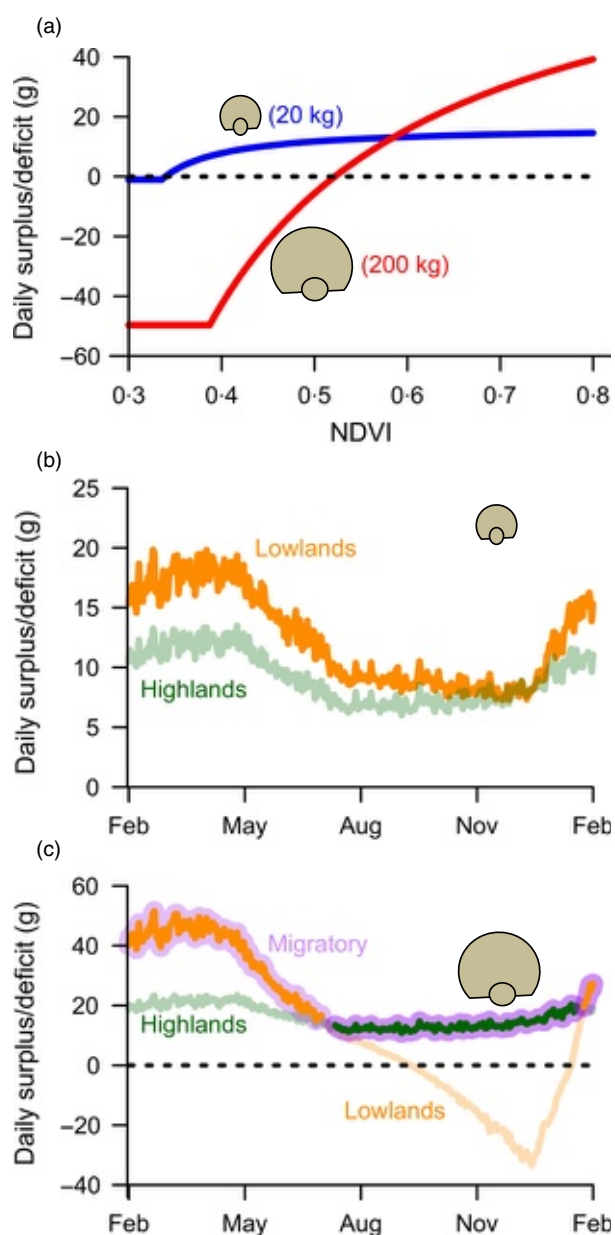 (a)
40
20
0
−20
−40
−60
Daily surplus/deficit (g)
(20 kg)
(200 kg)
0·3 0·4 0·5 0·6 0·7 0·8
NDVI
(b)
25
20
15
10
5
0
Daily surplus/deficit (g)
Lowlands
Highlands
Feb May Aug Nov Feb
(c)
60
40
20
0
−20
−40
Daily surplus/deficit (g)
Migratory
Highlands
Lowlands
Feb May Aug Nov Feb